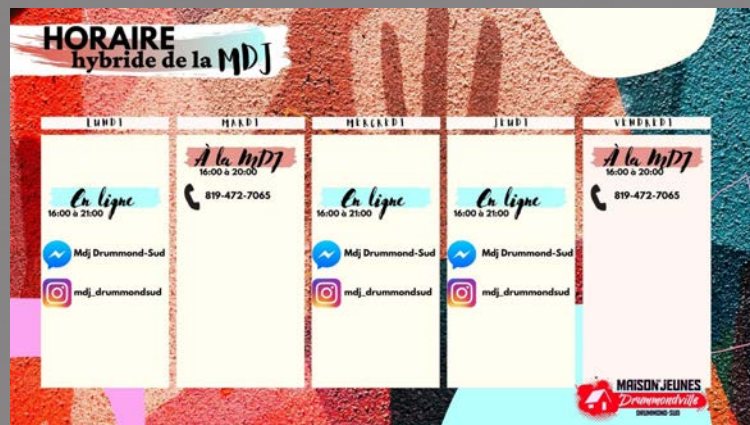 HORAIRE
hybride de la MDJ
LUNDI
En ligne
16:00 à 21:00
Mdj Drummond-Sud
mdj_drummondsud
MARDI
À la MDJ
16:00 à 20:00
819-472-7065
MERCREDI
En ligne
16:00 à 21:00
Mdj Drummond-Sud
mdj_drummondsud
JEUDI
En ligne
16:00 à 21:00
Mdj Drummond-Sud
mdj_drummondsud
VENDREDI
À la MDJ
16:00 à 20:00
819-472-7065
MAISON JEUNES
Drummondville
DRUMMOND-SUD